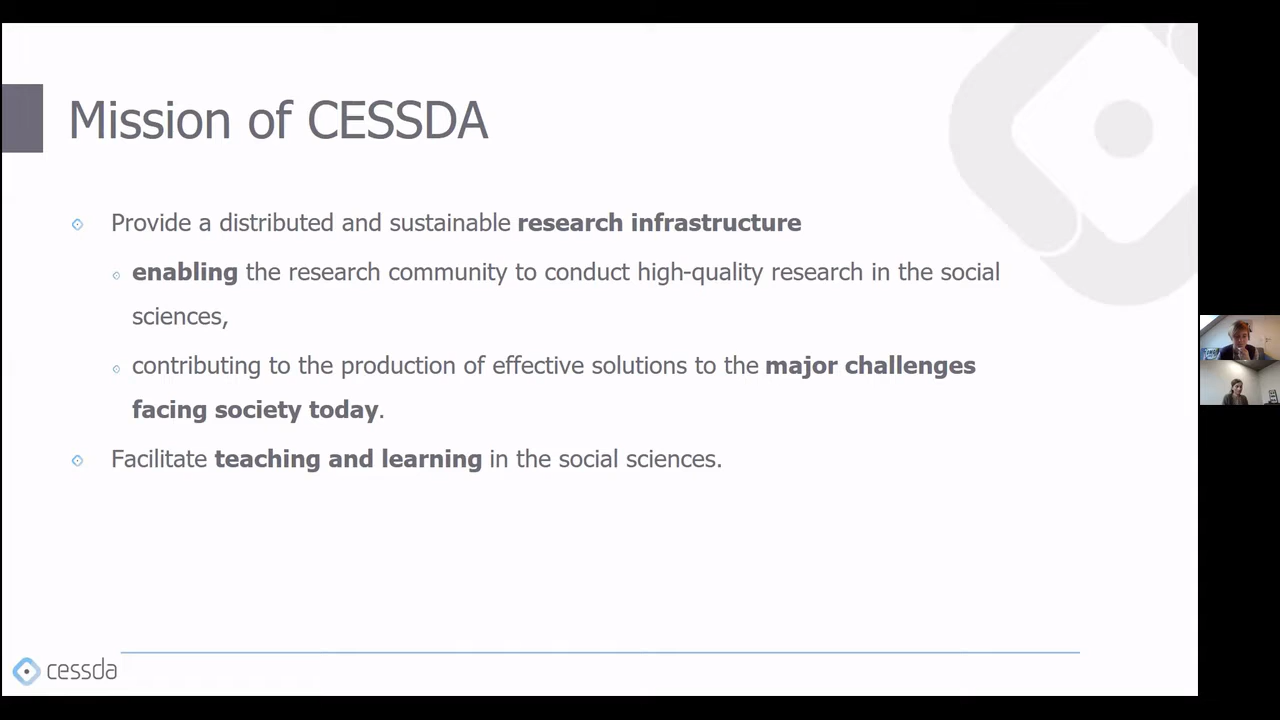 Mission of CESSDA
Provide a distributed and sustainable research infrastructure
enabling the research community to conduct high-quality research in the social
sciences,
contributing to the production of effective solutions to the major challenges
facing society today.
Facilitate teaching and learning in the social sciences.
cessda